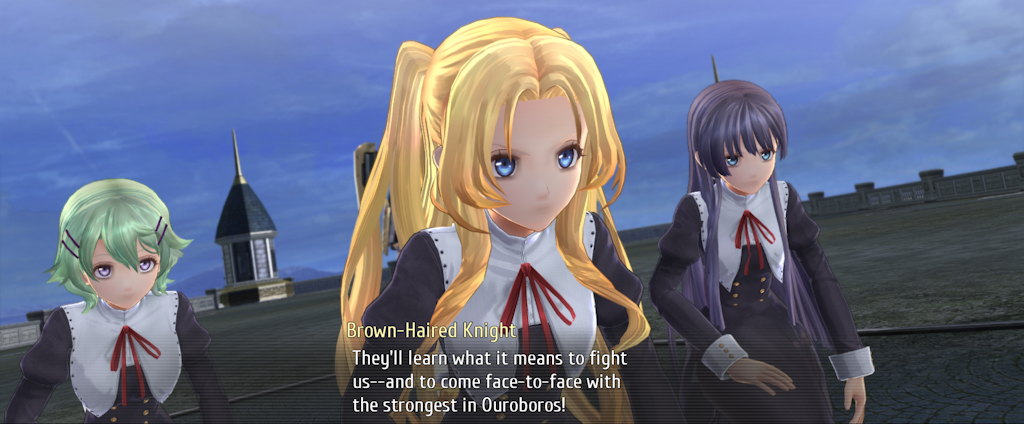 Brown-Haired Knight
They'll learn what it means to fight
us--and to come face-to-face with
the strongest in Ouroboros!